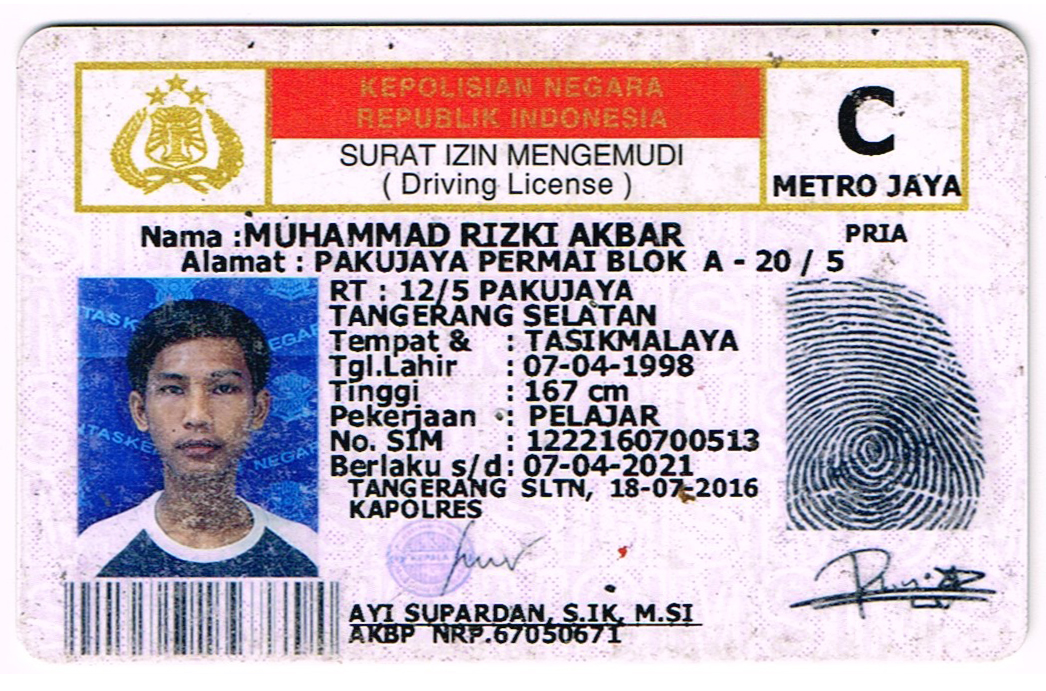 KEPOLISIAN NEGARA
REPUBLIK INDONESIA
SURAT IZIN MENGEMUDI
( Driving License )
C
METRO JAYA
Nama :MUHAMMAD RIZKI AKBAR PRIA
Alamat : PAKUJAYA PERMAI BLOK A - 20 / 5
RT : 12/5 PAKUJAYA
TANGERANG SELATAN
Tempat & : TASIKMALAYA
Tgl.Lahir : 07-04-1998
Tinggi : 167 cm
Pekerjaan : PELAJAR
No. SIM : 1222160700513
Berlaku s/d : 07-04-2021
TANGERANG SLTN, 18-07-2016
KAPOLRES
KEPALA
AYI SUPARDAN, S.IK, M.SI
AKBP NRP.67050671